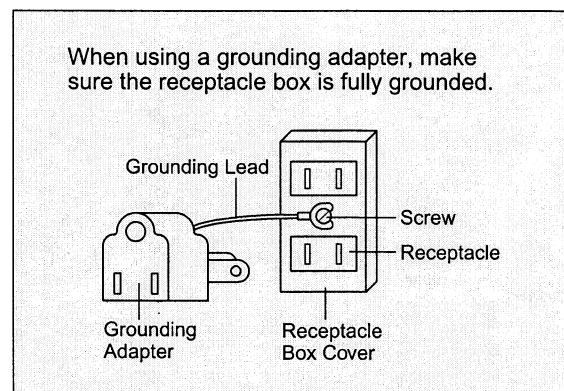 When using a grounding adapter, make
sure the receptacle box is fully grounded.
Grounding Lead
Screw
Receptacle
Grounding
Adapter
Receptacle
Box Cover